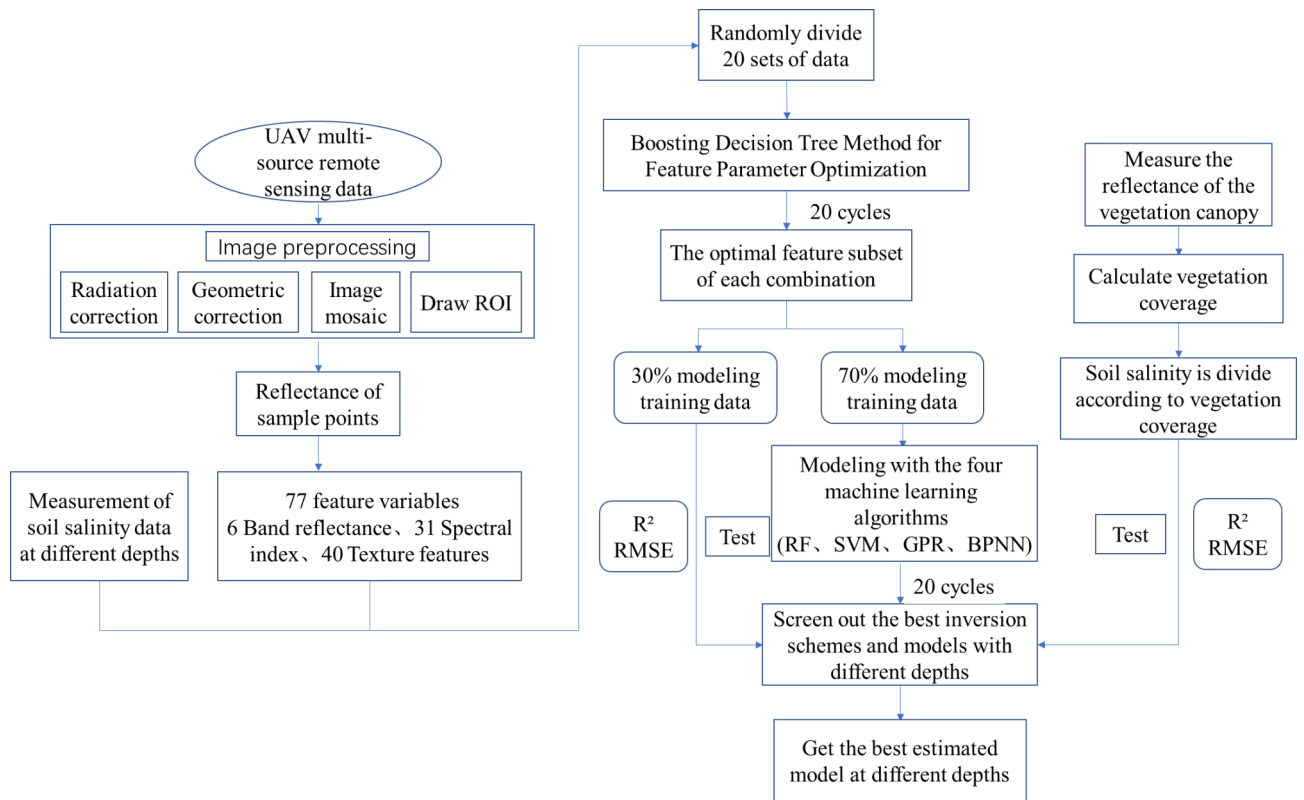 UAV multi-
source remote
sensing data
Image preprocessing
Radiation
correction
Geometric
correction
Image
mosaic
Draw ROI
Reflectance of
sample points
Measurement of
soil salinity data
at different depths
77 feature variables
6 Band reflectance、31 Spectral
index、40 Texture features
Randomly divide
20 sets of data
Boosting Decision Tree Method for
Feature Parameter Optimization
20 cycles
The optimal feature subset
of each combination
30% modeling
training data
70% modeling
training data
Modeling with the four
machine learning
algorithms
(RF、SVM、GPR、BPNN)
R²
RMSE
Test
20 cycles
Screen out the best inversion
schemes and models with
different depths
Get the best estimated
model at different depths
Measure the
reflectance of the
vegetation canopy
Calculate vegetation
coverage
Soil salinity is divide
according to vegetation
coverage
Test
R²
RMSE